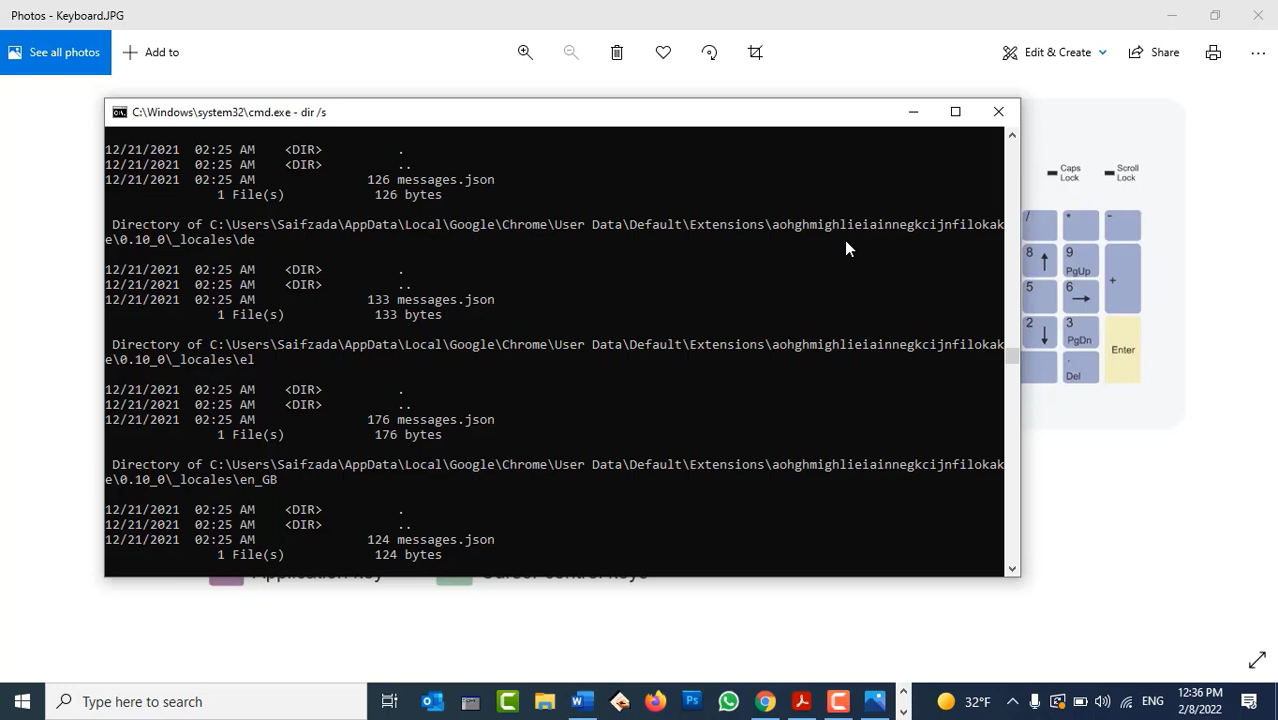 Photos - Keyboard.JPG
See all photos
Add to
Edit & Create
Share
C:\Windows\system32\cmd.exe - dir /s
12/21/2021 02:25 AM <DIR> .
12/21/2021 02:25 AM <DIR> ..
12/21/2021 02:25 AM 126 messages.json
1 File(s) 126 bytes
Directory of C:\Users\Saifzada\AppData\Local\Google\Chrome\User Data\Default\Extensions\aohghmighlieiainnegkcijnfilokak
e\0.10_0\_locales\de
12/21/2021 02:25 AM <DIR> .
12/21/2021 02:25 AM <DIR> ..
12/21/2021 02:25 AM 133 messages.json
1 File(s) 133 bytes
Directory of C:\Users\Saifzada\AppData\Local\Google\Chrome\User Data\Default\Extensions\aohghmighlieiainnegkcijnfilokak
e\0.10_0\_locales\el
12/21/2021 02:25 AM <DIR> .
12/21/2021 02:25 AM <DIR> ..
12/21/2021 02:25 AM 176 messages.json
1 File(s) 176 bytes
Directory of C:\Users\Saifzada\AppData\Local\Google\Chrome\User Data\Default\Extensions\aohghmighlieiainnegkcijnfilokak
e\0.10_0\_locales\en_GB
12/21/2021 02:25 AM <DIR> .
12/21/2021 02:25 AM <DIR> ..
12/21/2021 02:25 AM 124 messages.json
1 File(s) 124 bytes
Caps
Lock
Scroll
Lock
/ * -
8 9
PgUp
+
5 6
2 3
PgDn
Enter
.
Del
Application Key
Cursor control keys
Type here to search
Ps
32°F
ENG
12:36 PM
2/8/2022